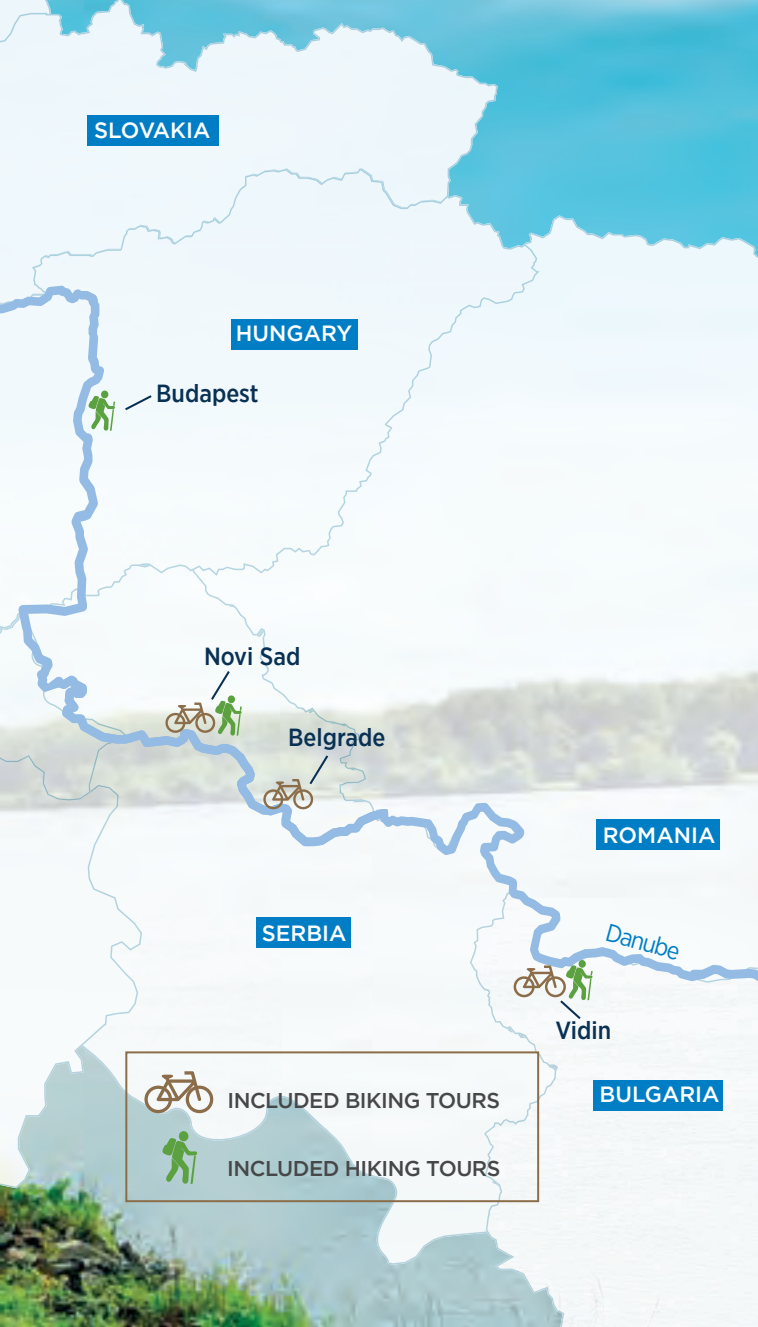 SLOVAKIA
HUNGARY
Budapest
Novi Sad
Belgrade
ROMANIA
SERBIA
Danube
Vidin
BULGARIA
INCLUDED BIKING TOURS
INCLUDED HIKING TOURS